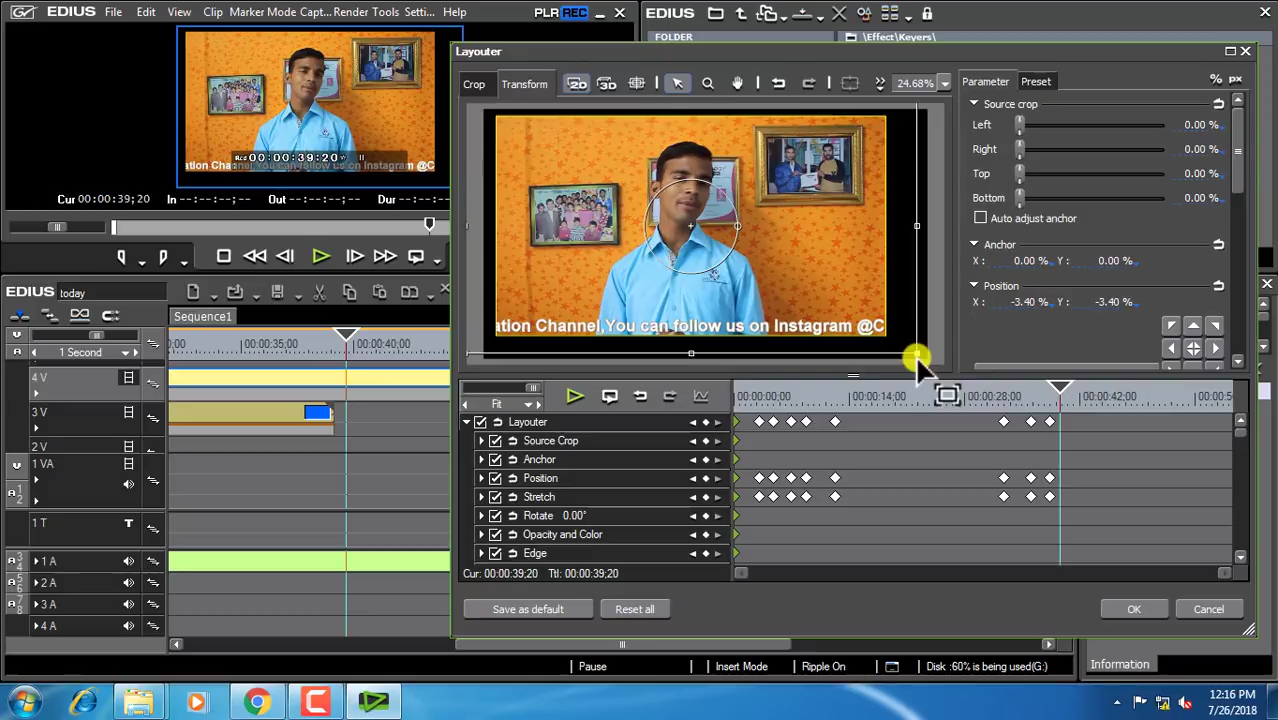 EDIUS File Edit View Clip Marker Mode Capt... Render Tools Setti... Help PLR REC
EDIUS
FOLDER \Effect\Keyers\
Layouter
Crop Transform 2D 3D 24.68% Parameter Preset % px
Source crop
Left 0.00 %
Right 0.00 %
Top 0.00 %
Bottom 0.00 %
Auto adjust anchor
Anchor
X : 0.00 % Y : 0.00 %
Position
X : -3.40 % Y : -3.40 %
Rcd 00:00:39:20
ation Channel,You can follow us on Instagram @C
ation Channel,You can follow us on Instagram @C
Cur 00:00:39;20 In --:--:--;-- Out --:--:--;-- Dur --:--
EDIUS today
Sequence1
1 Second 00:00:35;00 00:00:40;00
4 V
3 V
2 V
1 VA
1 T
1 A
2 A
3 A
4 A
Fit 00:00:00;00 00:00:14;00 00:00:28;00 00:00:42;00
Layouter
Source Crop
Anchor
Position
Stretch
Rotate 0.00°
Opacity and Color
Edge
Cur: 00:00:39;20 Ttl: 00:00:39;20
Save as default Reset all OK Cancel
Information
Pause Insert Mode Ripple On Disk :60% is being used(G:)
12:16 PM
7/26/2018